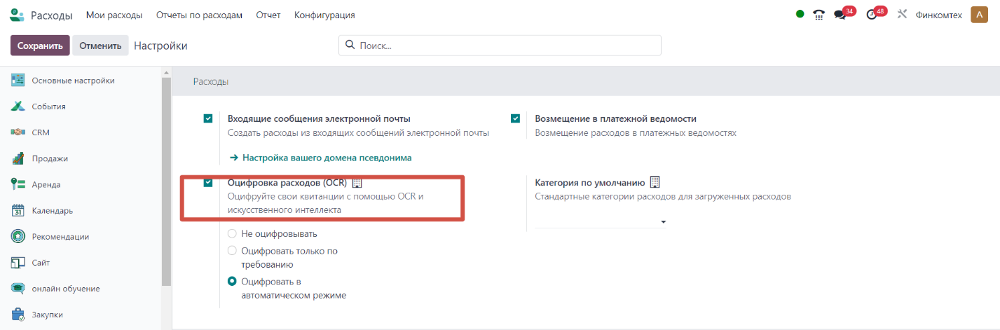 Расходы Мои расходы Отчеты по расходам Отчет Конфигурация 34 48 Финкомтех A
Сохранить Отменить Настройки Поиск...
Основные настройки
События
CRM
Продажи
Аренда
Календарь
31
Рекомендации
Сайт
онлайн обучение
Закупки
Расходы
Входящие сообщения электронной почты
Создать расходы из входящих сообщений электронной почты
→ Настройка вашего домена псевдонима
Возмещение в платежной ведомости
Возмещение расходов в платежных ведомостях
Оцифровка расходов (OCR)
Оцифруйте свои квитанции с помощью OCR и
искусственного интеллекта
Не оцифровывать
Оцифровать только по
требованию
Оцифровать в
автоматическом режиме
Категория по умолчанию
Стандартные категории расходов для загруженных расходов